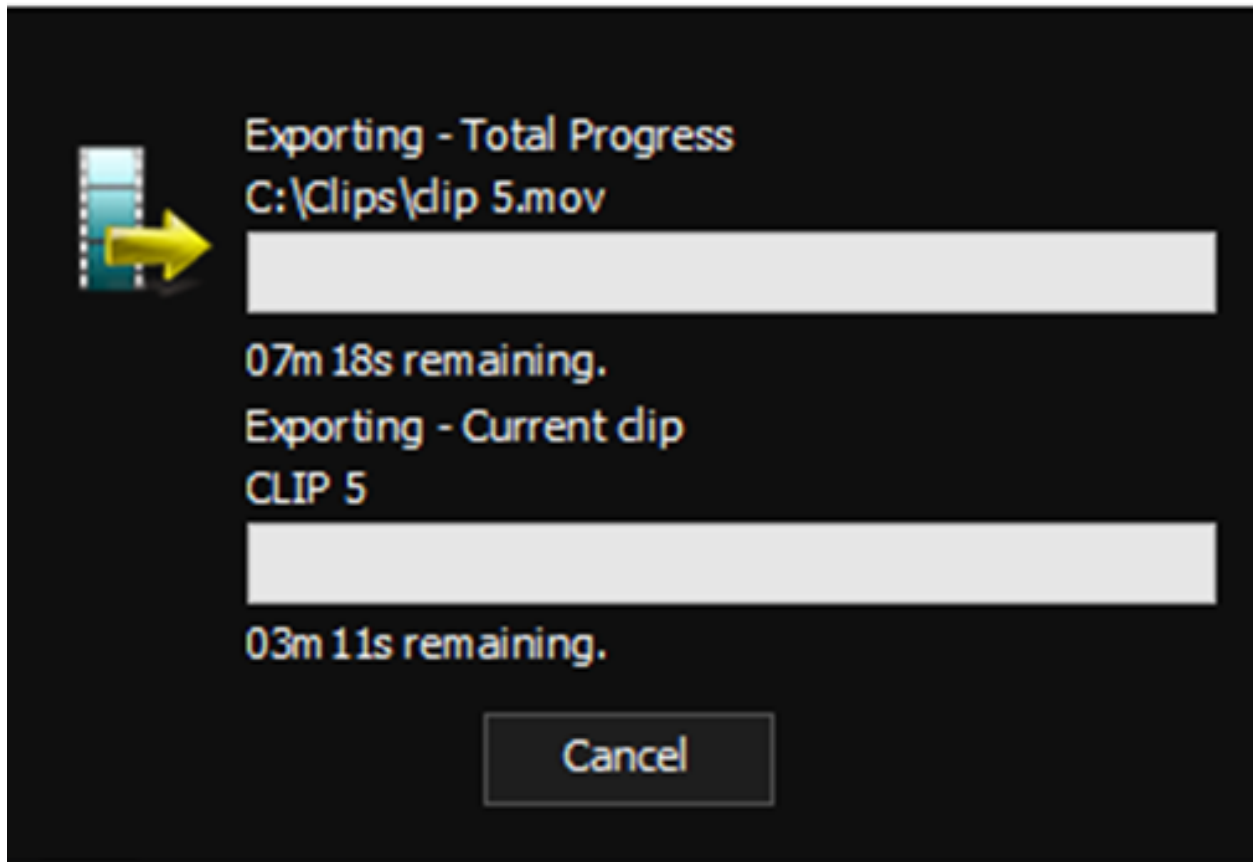 Exporting - Total Progress
C:\Clips\clip 5.mov
07m 18s remaining.
Exporting - Current clip
CLIP 5
03m 11s remaining.
Cancel